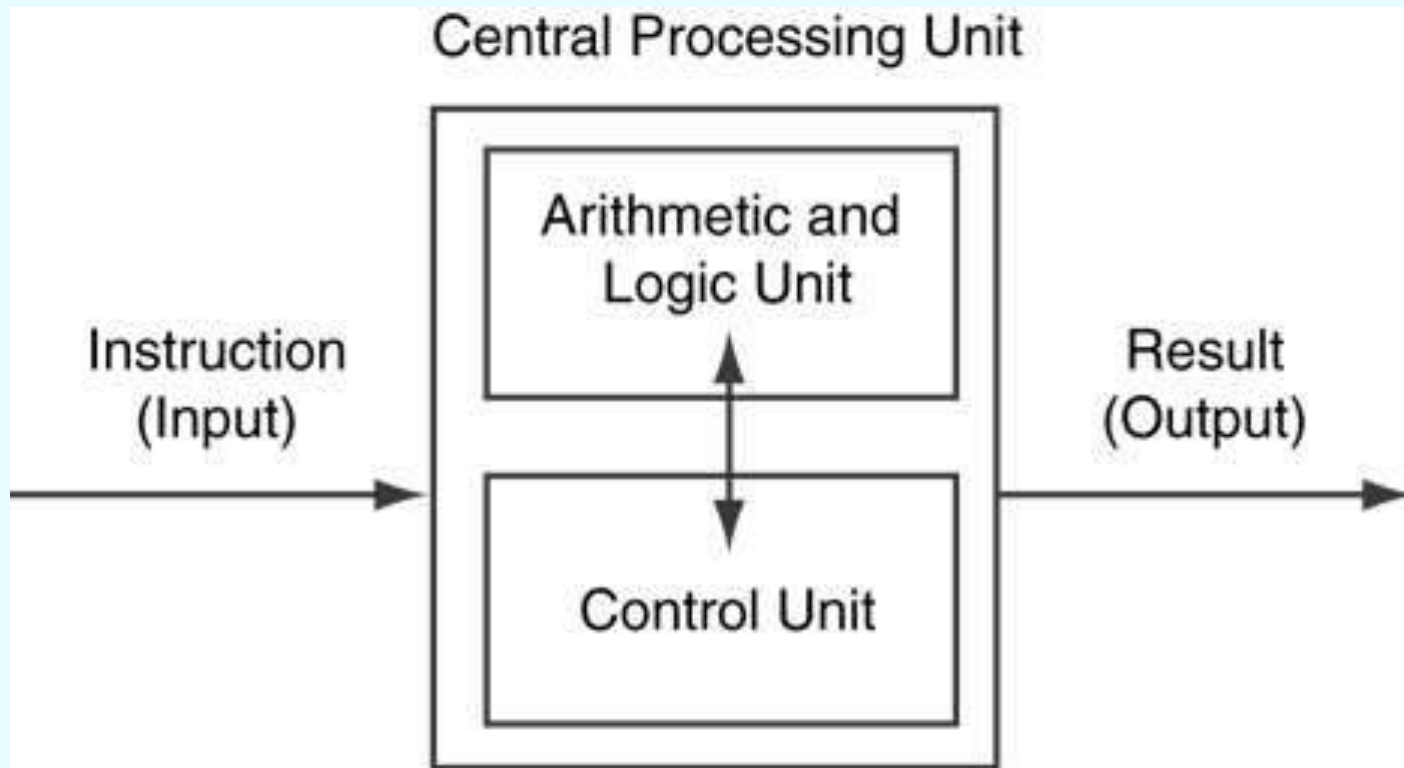 Central Processing Unit
Arithmetic and
Logic Unit
Instruction
(Input)
Result
(Output)
Control Unit